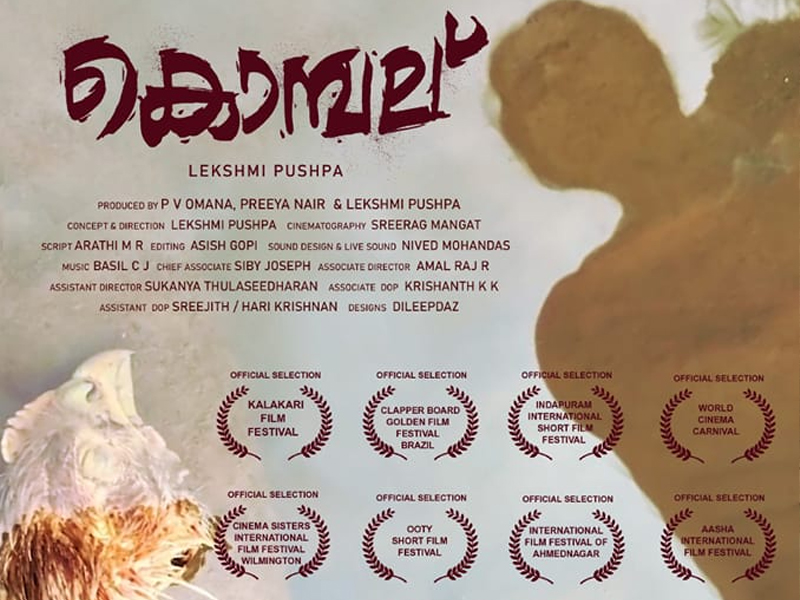 കൊമ്പല്
LEKSHMI PUSHPA
PRODUCED BY P V OMANA, PREEYA NAIR & LEKSHMI PUSHPA
CONCEPT & DIRECTION LEKSHMI PUSHPA CINEMATOGRAPHY SREERAG MANGAT
SCRIPT ARATHI M R EDITING ASISH GOPI SOUND DESIGN & LIVE SOUND NIVED MOHANDAS
MUSIC BASIL C J CHIEF ASSOCIATE SIBY JOSEPH ASSOCIATE DIRECTOR AMAL RAJ R
ASSISTANT DIRECTOR SUKANYA THULASEEDHARAN ASSOCIATE DOP KRISHANTH K K
ASSISTANT DOP SREEJITH / HARI KRISHNAN DESIGNS DILEEPDAZ
OFFICIAL SELECTION
KALAKARI
FILM
FESTIVAL
OFFICIAL SELECTION
CLAPPER BOARD
GOLDEN FILM
FESTIVAL
BRAZIL
OFFICIAL SELECTION
INDAPURAM
INTERNATIONAL
SHORT FILM
FESTIVAL
OFFICIAL SELECTION
WORLD
CINEMA
CARNIVAL
OFFICIAL SELECTION
CINEMA SISTERS
INTERNATIONAL
FILM FESTIVAL
WILMINGTON
OFFICIAL SELECTION
OOTY
SHORT FILM
FESTIVAL
OFFICIAL SELECTION
INTERNATIONAL
FILM FESTIVAL OF
AHMEDNAGAR
OFFICIAL SELECTION
AASHA
INTERNATIONAL
FILM FESTIVAL